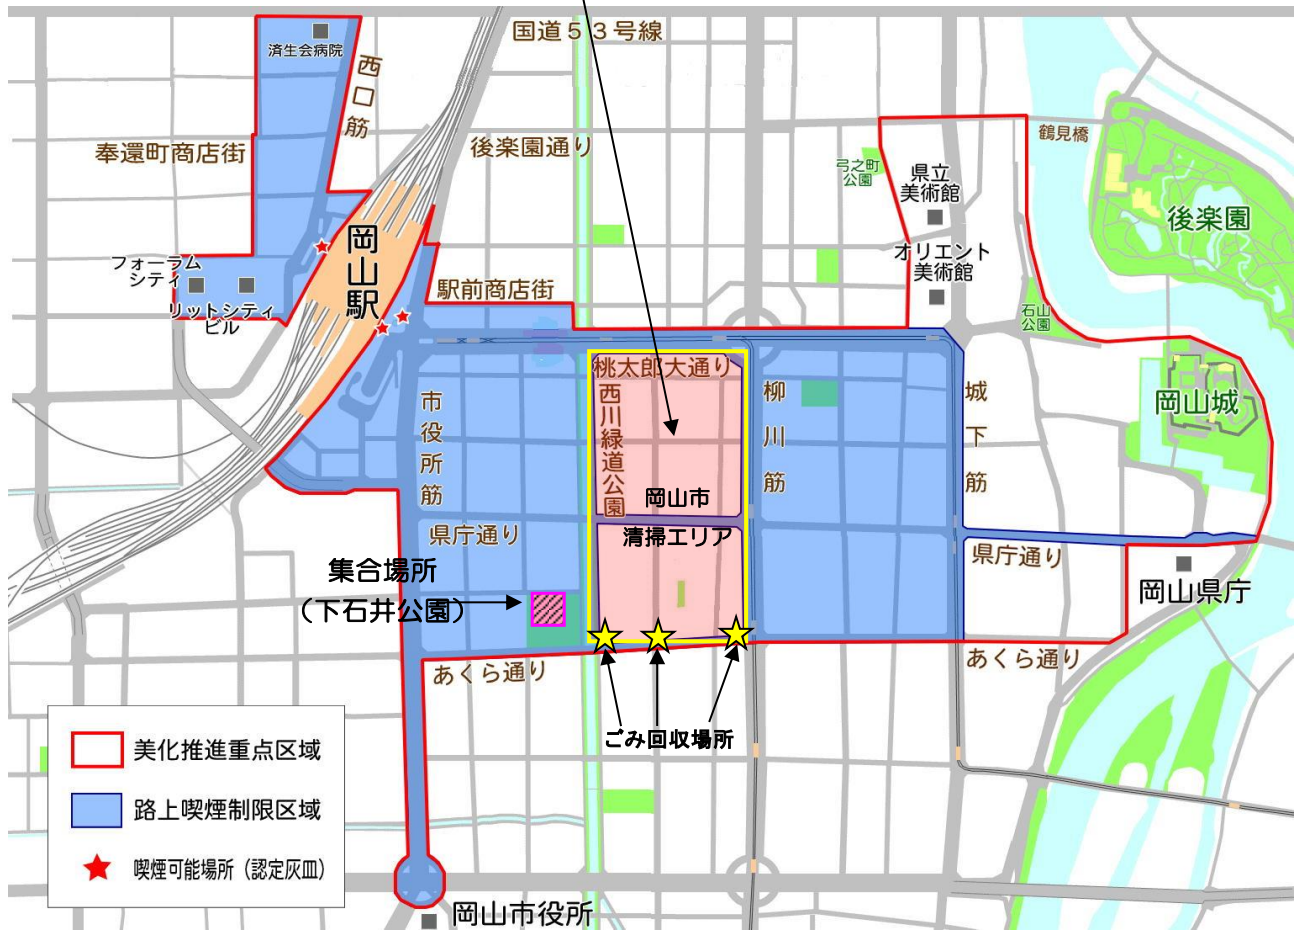 国道５３号線
済生会病院
西口筋
奉還町商店街
後楽園通り
鶴見橋
弓之町
公園
県立
美術館
後楽園
岡山駅
オリエント
美術館
フォーラム
シティ
リットシティ
ビル
駅前商店街
石山
公園
桃太郎大通り
西川緑道公園
市役所筋
柳川筋
城下筋
岡山城
岡山市
清掃エリア
県庁通り
県庁通り
集合場所
（下石井公園）
岡山県庁
あくら通り
あくら通り
ごみ回収場所
美化推進重点区域
路上喫煙制限区域
喫煙可能場所（認定灰皿）
岡山市役所